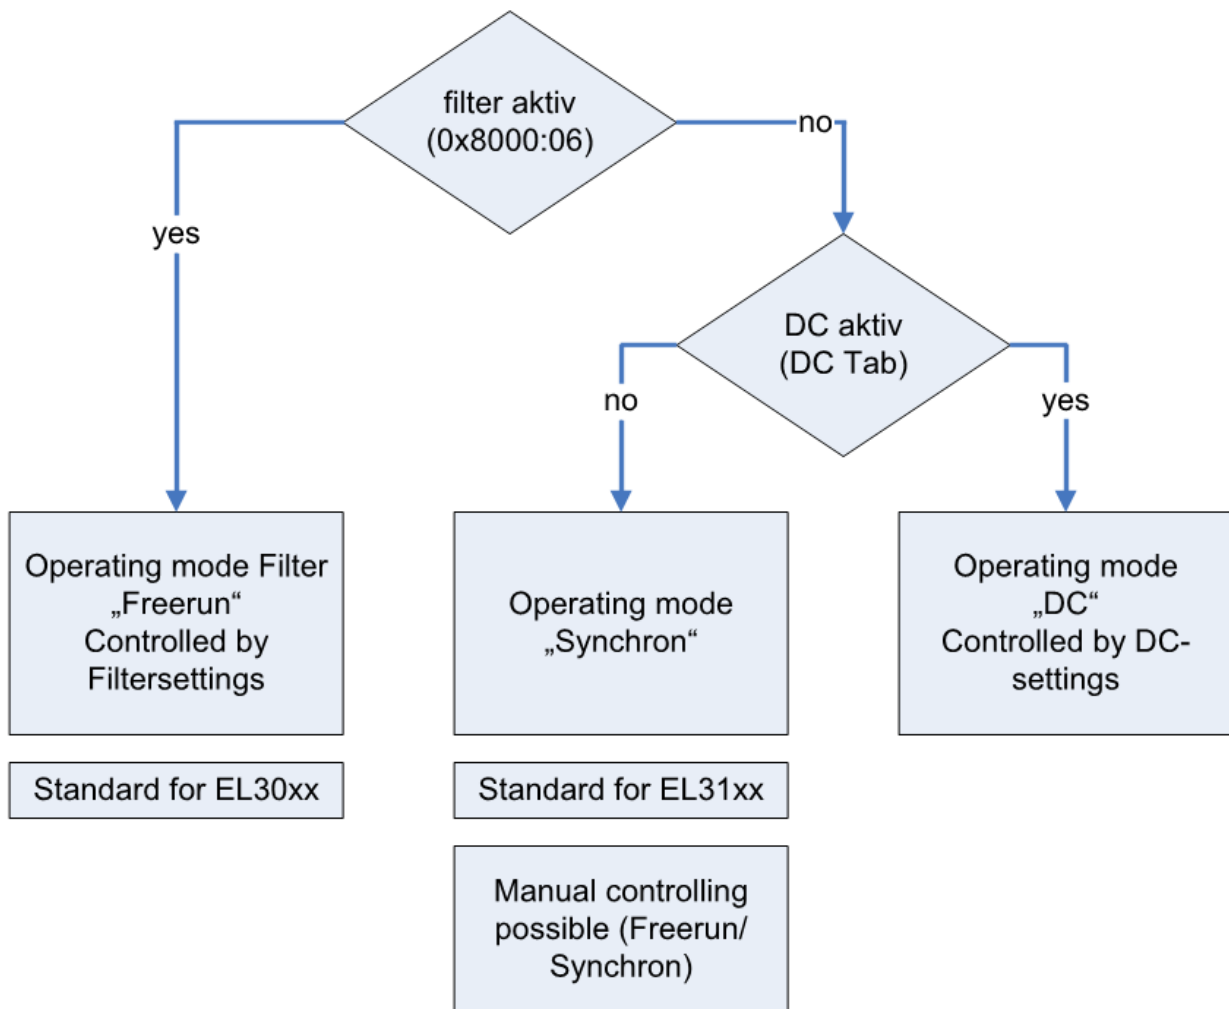 filter aktiv
(0x8000:06)
no
yes
DC aktiv
(DC Tab)
no
yes
Operating mode Filter
„Freerun“
Controlled by
Filtersettings
Operating mode
„Synchron“
Operating mode
„DC“
Controlled by DC-
settings
Standard for EL30xx
Standard for EL31xx
Manual controlling
possible (Freerun/
Synchron)